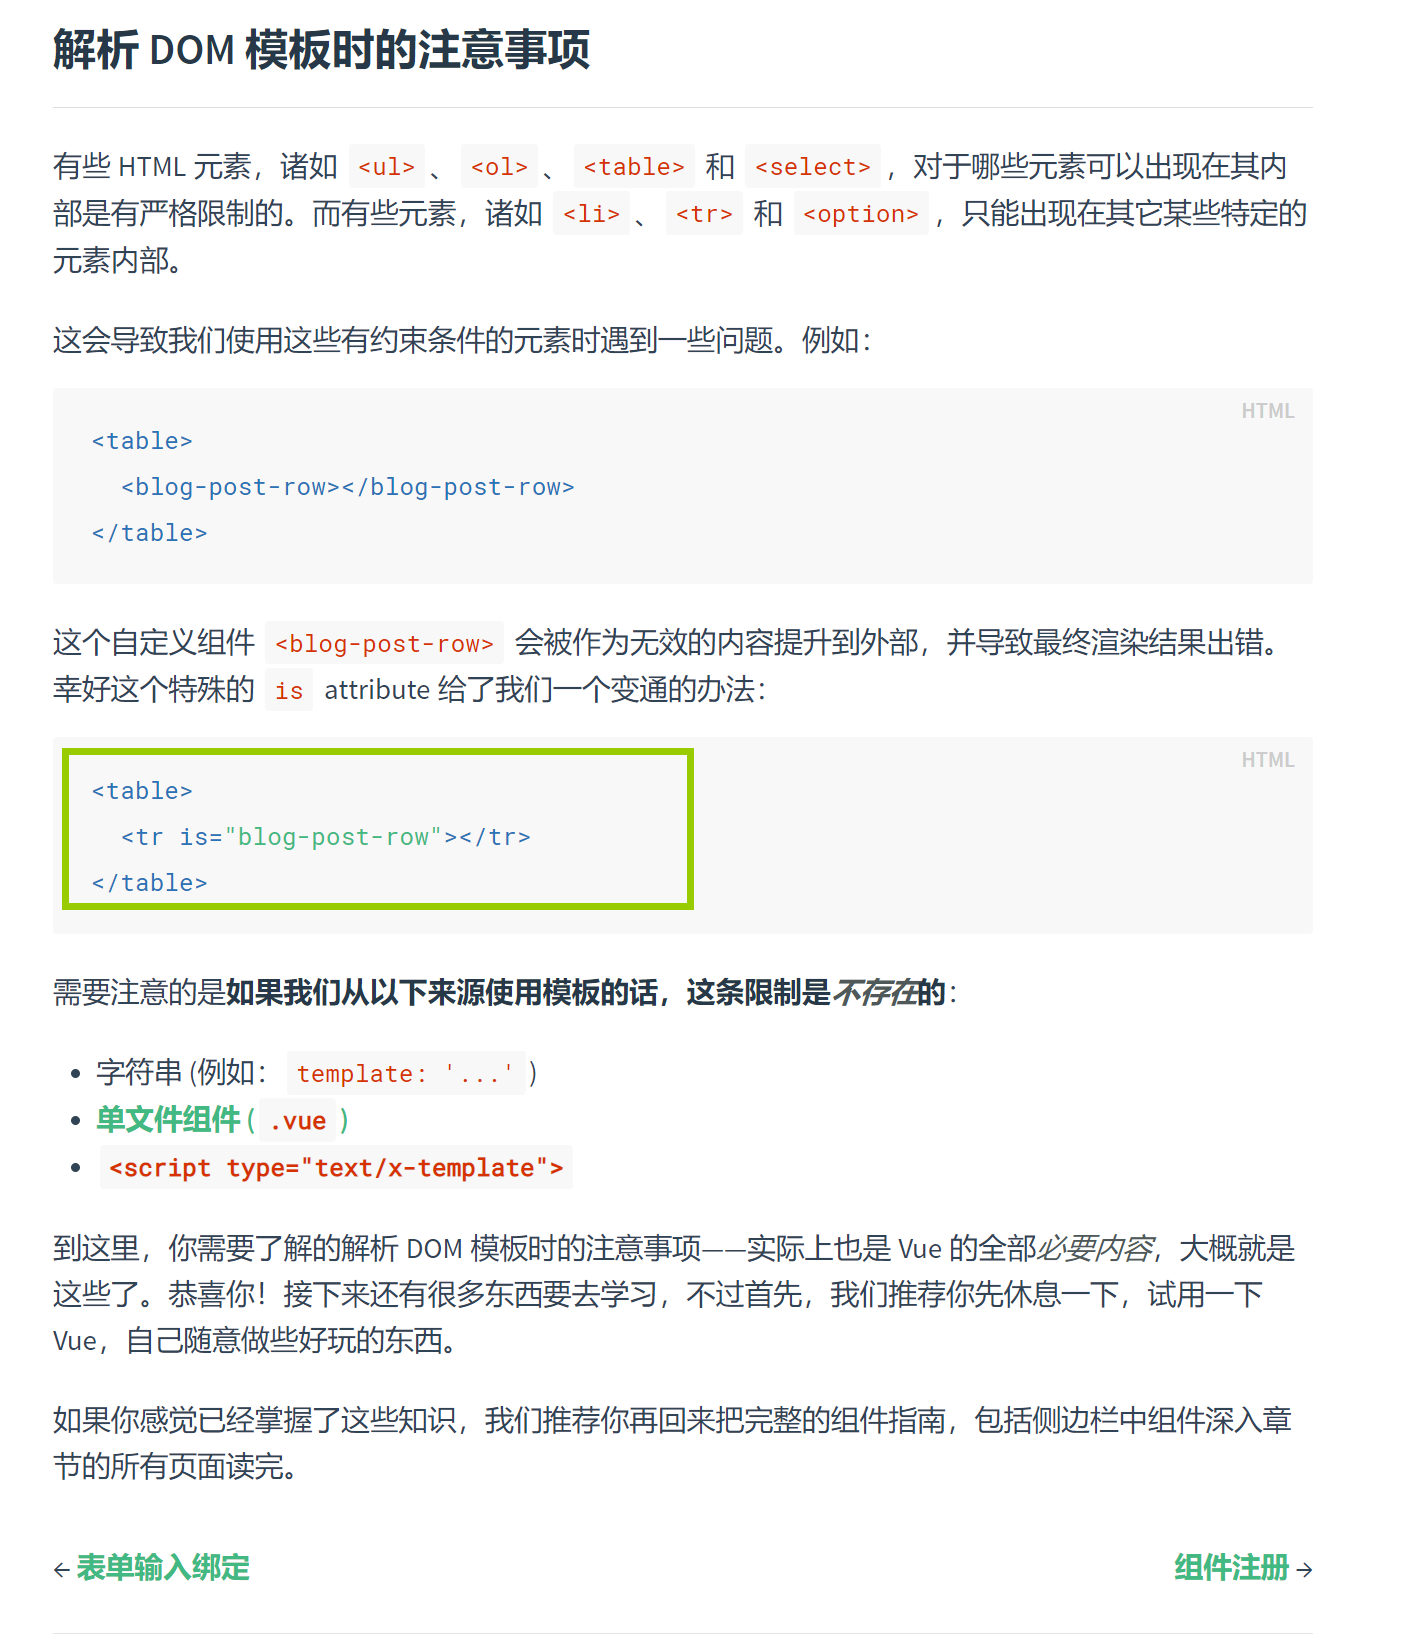 解析 DOM 模板时的注意事项
有些 HTML 元素，诸如 <ul> 、 <ol> 、 <table> 和 <select> ，对于哪些元素可以出现在其内
部是有严格限制的。而有些元素，诸如 <li> 、 <tr> 和 <option> ，只能出现在其它某些特定的
元素内部。
这会导致我们使用这些有约束条件的元素时遇到一些问题。例如：
HTML
<table>
  <blog-post-row></blog-post-row>
</table>
这个自定义组件 <blog-post-row> 会被作为无效的内容提升到外部，并导致最终渲染结果出错。
幸好这个特殊的 is attribute 给了我们一个变通的办法：
HTML
<table>
  <tr is="blog-post-row"></tr>
</table>
需要注意的是如果我们从以下来源使用模板的话，这条限制是不存在的：
• 字符串 (例如： template: '...' )
• 单文件组件 ( .vue )
• <script type="text/x-template">
到这里，你需要了解的解析 DOM 模板时的注意事项——实际上也是 Vue 的全部必要内容，大概就是
这些了。恭喜你！接下来还有很多东西要去学习，不过首先，我们推荐你先休息一下，试用一下
Vue，自己随意做些好玩的东西。
如果你感觉已经掌握了这些知识，我们推荐你再回来把完整的组件指南，包括侧边栏中组件深入章
节的所有页面读完。
← 表单输入绑定
组件注册 →